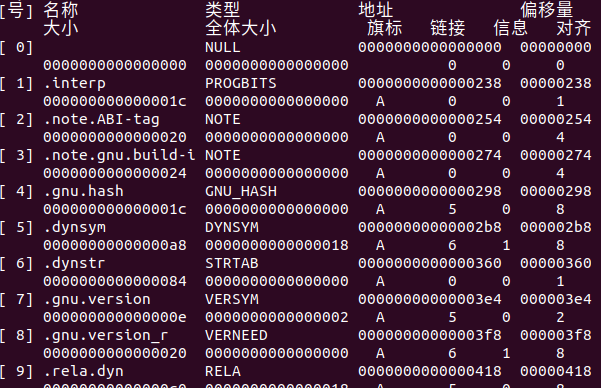 [号] 名称 类型 地址 偏移量
大小 全体大小 旗标 链接 信息 对齐
[ 0] NULL 0000000000000000 00000000
0000000000000000 0000000000000000 0 0 0
[ 1] .interp PROGBITS 0000000000000238 00000238
000000000000001c 0000000000000000 A 0 0 1
[ 2] .note.ABI-tag NOTE 0000000000000254 00000254
0000000000000020 0000000000000000 A 0 0 4
[ 3] .note.gnu.build-i NOTE 0000000000000274 00000274
0000000000000024 0000000000000000 A 0 0 4
[ 4] .gnu.hash GNU_HASH 0000000000000298 00000298
000000000000001c 0000000000000000 A 5 0 8
[ 5] .dynsym DYNSYM 00000000000002b8 000002b8
00000000000000a8 0000000000000018 A 6 1 8
[ 6] .dynstr STRTAB 0000000000000360 00000360
0000000000000084 0000000000000000 A 0 0 1
[ 7] .gnu.version VERSYM 00000000000003e4 000003e4
000000000000000e 0000000000000002 A 5 0 2
[ 8] .gnu.version_r VERNEED 00000000000003f8 000003f8
0000000000000020 0000000000000000 A 6 1 8
[ 9] .rela.dyn RELA 0000000000000418 00000418
00000000000000c0 0000000000000018 A 5 0 8